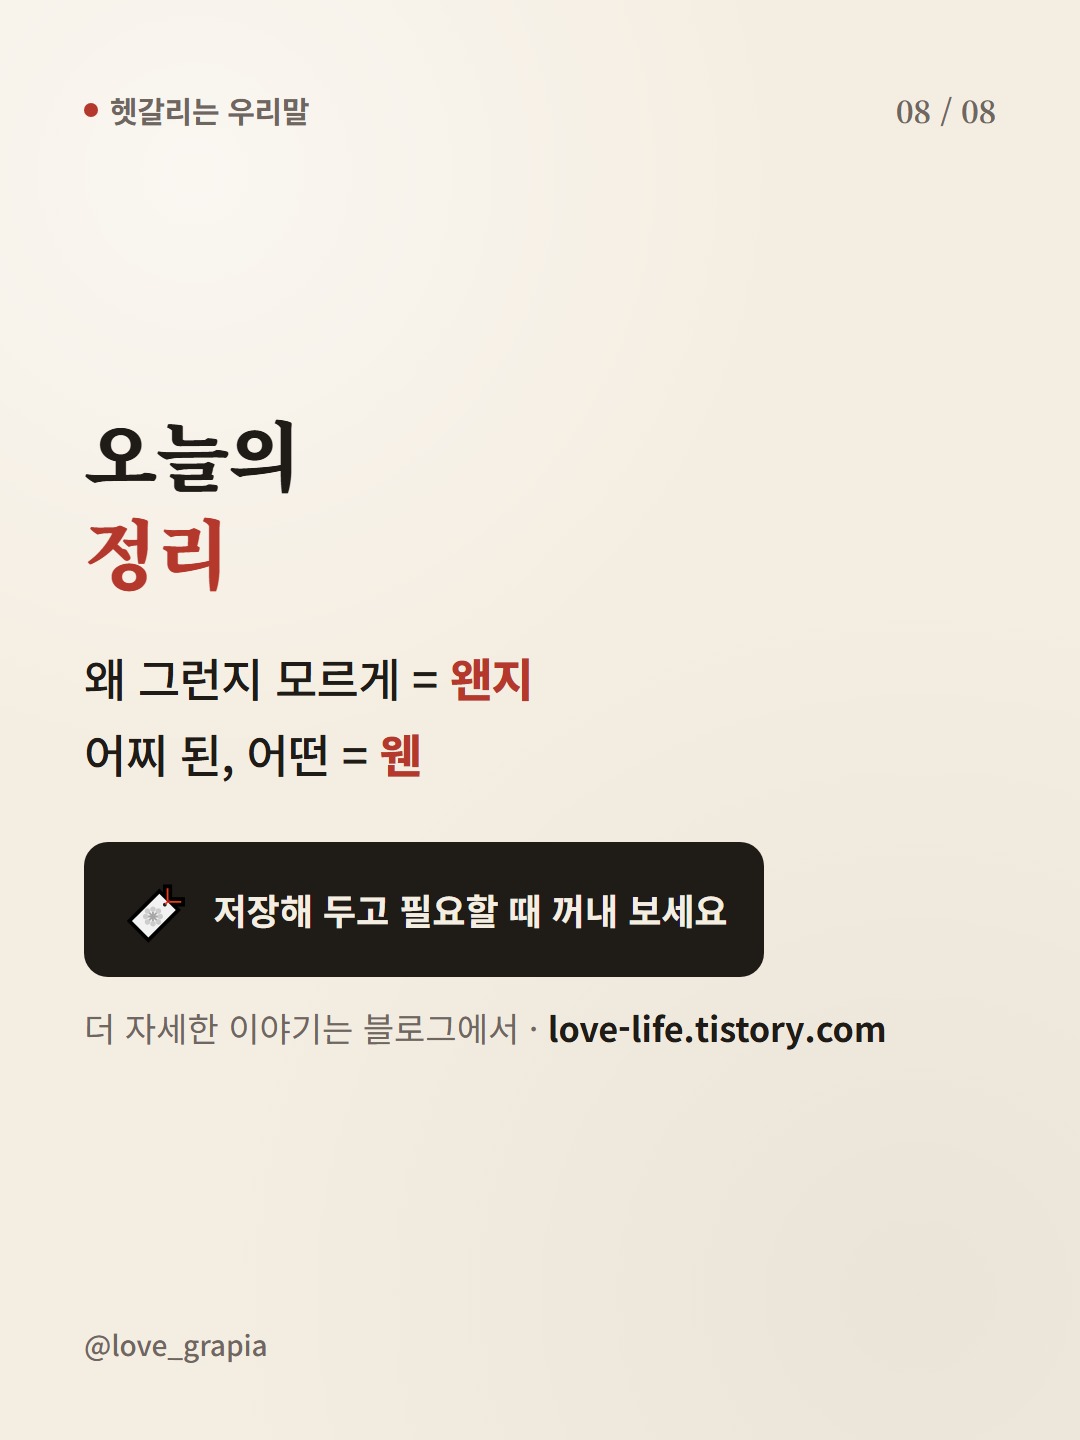 헷갈리는 우리말
08 / 08
오늘의
정리
왜 그런지 모르게 = 왠지
어찌 된, 어떤 = 웬
저장해 두고 필요할 때 꺼내 보세요
더 자세한 이야기는 블로그에서 · love-life.tistory.com
@love_grapia